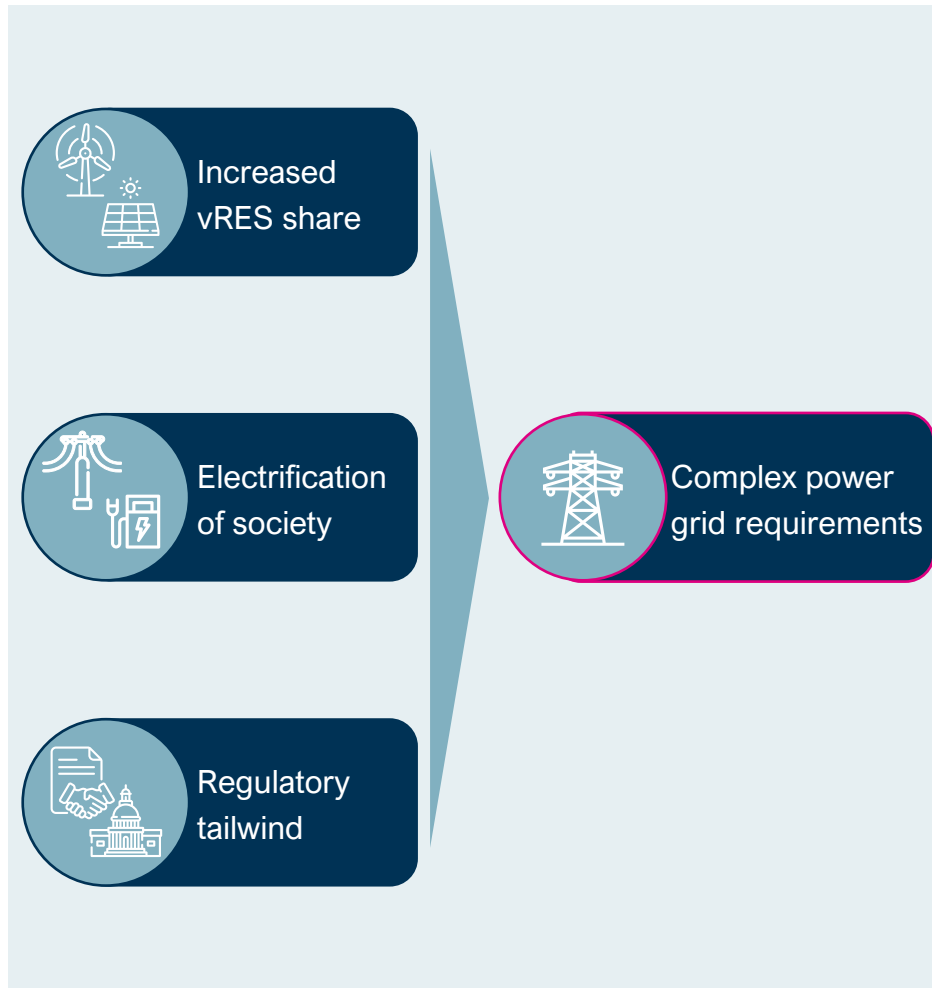 Increased
vRES share
Electrification
of society
Complex power
grid requirements
Regulatory
tailwind